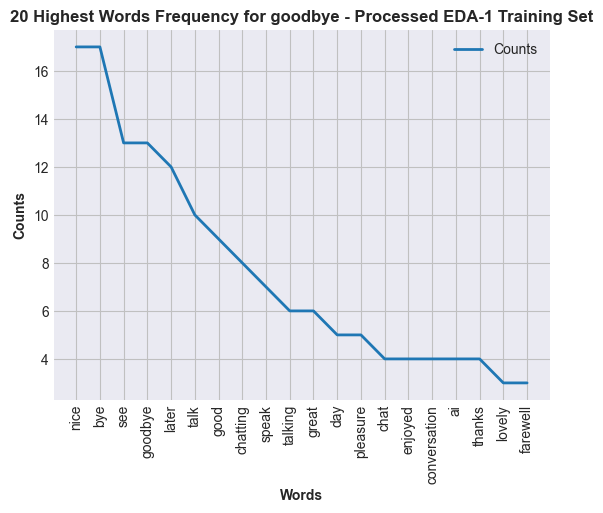 20 Highest Words Frequency for goodbye - Processed EDA-1 Training Set
Counts
16
14
12
10
8
6
4
Counts
nice
bye
see
goodbye
later
talk
good
chatting
speak
talking
great
day
pleasure
chat
enjoyed
conversation
ai
thanks
lovely
farewell
Words